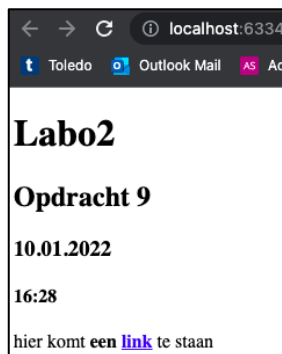 localhost:6334
Toledo Outlook Mail AS
Labo2
Opdracht 9
10.01.2022
16:28
hier komt een link te staan